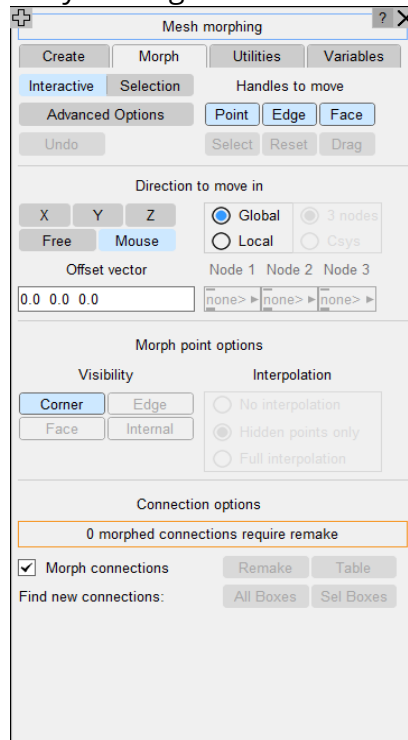 Mesh morphing ? X
Create Morph Utilities Variables
Interactive Selection Handles to move
Advanced Options Point Edge Face
Undo Select Reset Drag
Direction to move in
X Y Z Global 3 nodes
Free Mouse Local Csys
Offset vector Node 1 Node 2 Node 3
0.0 0.0 0.0 none> none> none>
Morph point options
Visibility Interpolation
Corner Edge No interpolation
Face Internal Hidden points only
Full interpolation
Connection options
0 morphed connections require remake
Morph connections Remake Table
Find new connections: All Boxes Sel Boxes